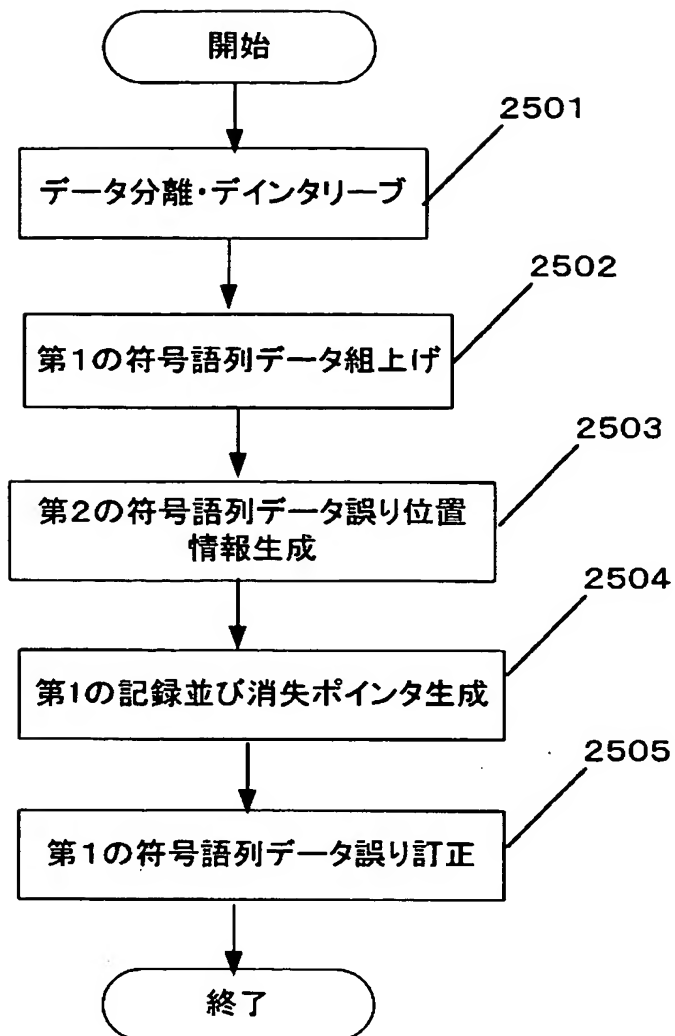 開始
2501
データ分離・デインタリーブ
2502
第1の符号語列データ組上げ
2503
第2の符号語列データ誤り位置
情報生成
2504
第1の記録並び消失ポインタ生成
2505
第1の符号語列データ誤り訂正
終了